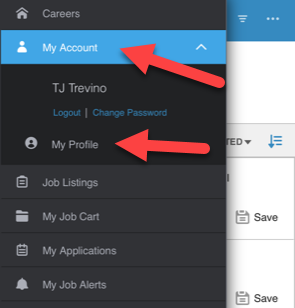 Careers
My Account
TJ Trevino
Logout | Change Password
My Profile
TED
Job Listings
My Job Cart
Save
My Applications
My Job Alerts
Save